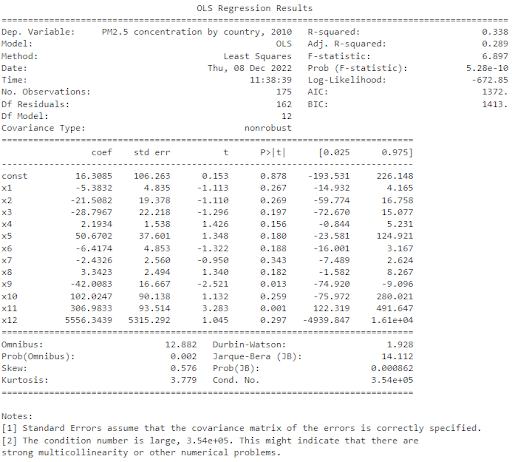 OLS Regression Results
==============================================================================
Dep. Variable: PM2.5 concentration by country, 2010 R-squared: 0.338
Model: OLS Adj. R-squared: 0.289
Method: Least Squares F-statistic: 6.897
Date: Thu, 08 Dec 2022 Prob (F-statistic): 5.28e-10
Time: 11:38:39 Log-Likelihood: -672.85
No. Observations: 175 AIC: 1372.
Df Residuals: 162 BIC: 1413.
Df Model: 12
Covariance Type: nonrobust
==============================================================================
coef std err t P>|t| [0.025 0.975]
------------------------------------------------------------------------------
const 16.3085 106.263 0.153 0.878 -193.531 226.148
x1 -5.3832 4.835 -1.113 0.267 -14.932 4.165
x2 -21.5082 19.378 -1.110 0.269 -59.774 16.758
x3 -28.7967 22.218 -1.296 0.197 -72.670 15.077
x4 2.1934 1.538 1.426 0.156 -0.844 5.231
x5 50.6702 37.601 1.348 0.180 -23.581 124.921
x6 -6.4174 4.853 -1.322 0.188 -16.001 3.167
x7 -2.4326 2.560 -0.950 0.343 -7.489 2.624
x8 3.3423 2.494 1.340 0.182 -1.582 8.267
x9 -42.0083 16.667 -2.521 0.013 -74.920 -9.096
x10 102.0247 90.138 1.132 0.259 -75.972 280.021
x11 306.9833 93.514 3.283 0.001 122.319 491.647
x12 5556.3439 5315.292 1.045 0.297 -4939.847 1.61e+04
==============================================================================
Omnibus: 12.882 Durbin-Watson: 1.928
Prob(Omnibus): 0.002 Jarque-Bera (JB): 14.112
Skew: 0.576 Prob(JB): 0.000862
Kurtosis: 3.779 Cond. No. 3.54e+05
==============================================================================
Notes:
[1] Standard Errors assume that the covariance matrix of the errors is correctly specified.
[2] The condition number is large, 3.54e+05. This might indicate that there are
strong multicollinearity or other numerical problems.